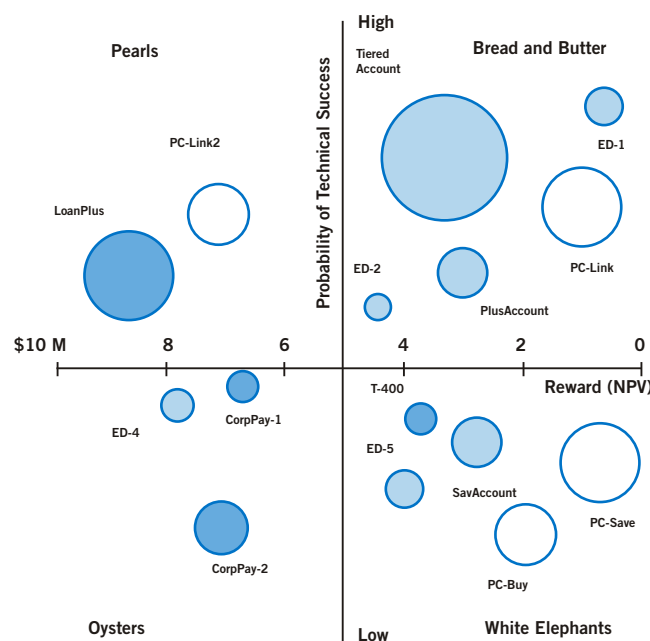 High
Pearls
Bread and Butter
Tiered
Account
PC-Link2
ED-1
LoanPlus
Probability of Technical Success
PC-Link
ED-2
PlusAccount
$10 M
8
6
4
2
0
Reward (NPV)
T-400
CorpPay-1
ED-4
ED-5
SavAccount
PC-Save
CorpPay-2
PC-Buy
Oysters
White Elephants
Low